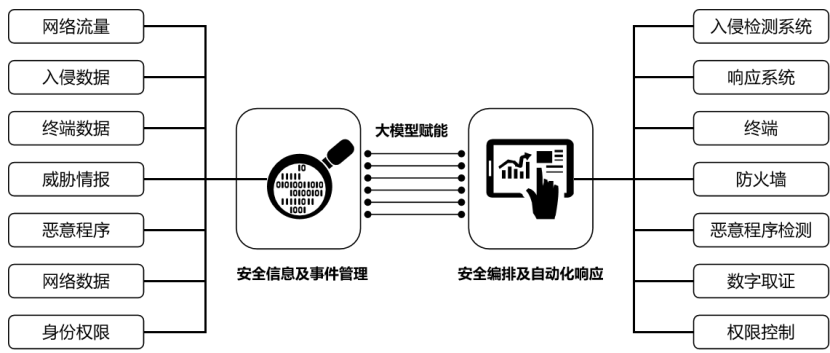 网络流量
入侵数据
终端数据
威胁情报
恶意程序
网络数据
身份权限
大模型赋能
安全信息及事件管理
安全编排及自动化响应
入侵检测系统
响应系统
终端
防火墙
恶意程序检测
数字取证
权限控制